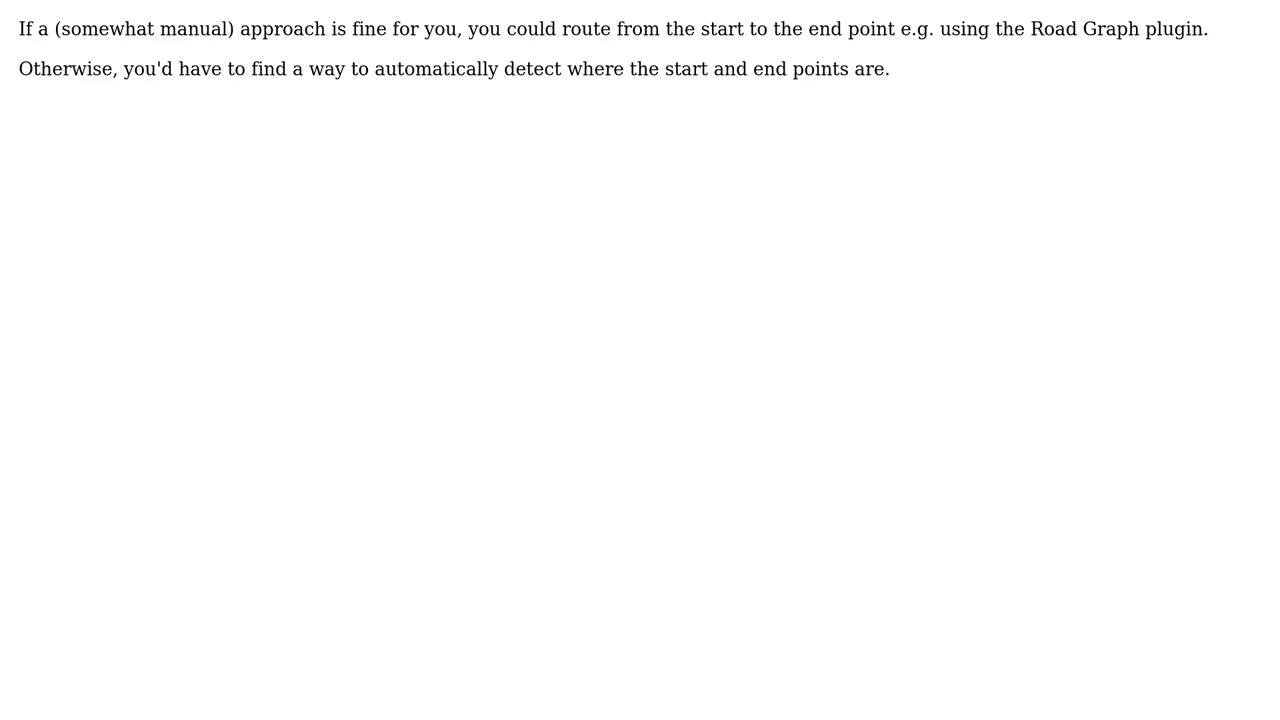 If a (somewhat manual) approach is fine for you, you could route from the start to the end point e.g. using the Road Graph plugin.
Otherwise, you'd have to find a way to automatically detect where the start and end points are.